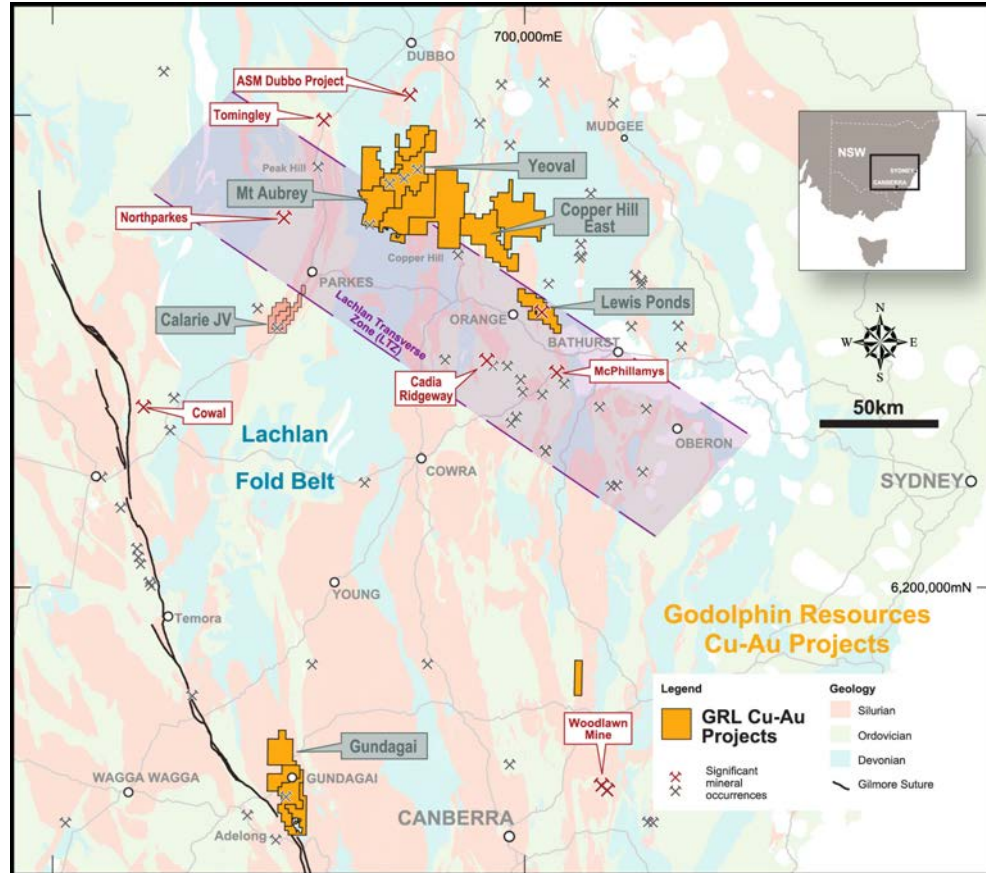 700,000mE
DUBBO
ASM Dubbo Project
Tomingley
MUDGEE
NSW
SYDNEY
CANBERRA
Peak Hill
Yeoval
Mt Aubrey
Northparkes
Copper Hill
East
Copper Hill
PARKES
Lachlan Transverse
Zone (LTZ)
Calarie JV
ORANGE
Lewis Ponds
BATHURST
N
W E
S
Cadia
Ridgeway
McPhillamys
50km
Cowal
OBERON
Lachlan
Fold Belt
COWRA
SYDNEY
YOUNG
6,200,000mN
Temora
Godolphin Resources
Cu-Au Projects
Legend
GRL Cu-Au
Projects
Significant
mineral
occurrences
Geology
Silurian
Ordovician
Devonian
Gilmore Suture
Woodlawn
Mine
Gundagai
GUNDAGAI
WAGGA WAGGA
Adelong
CANBERRA